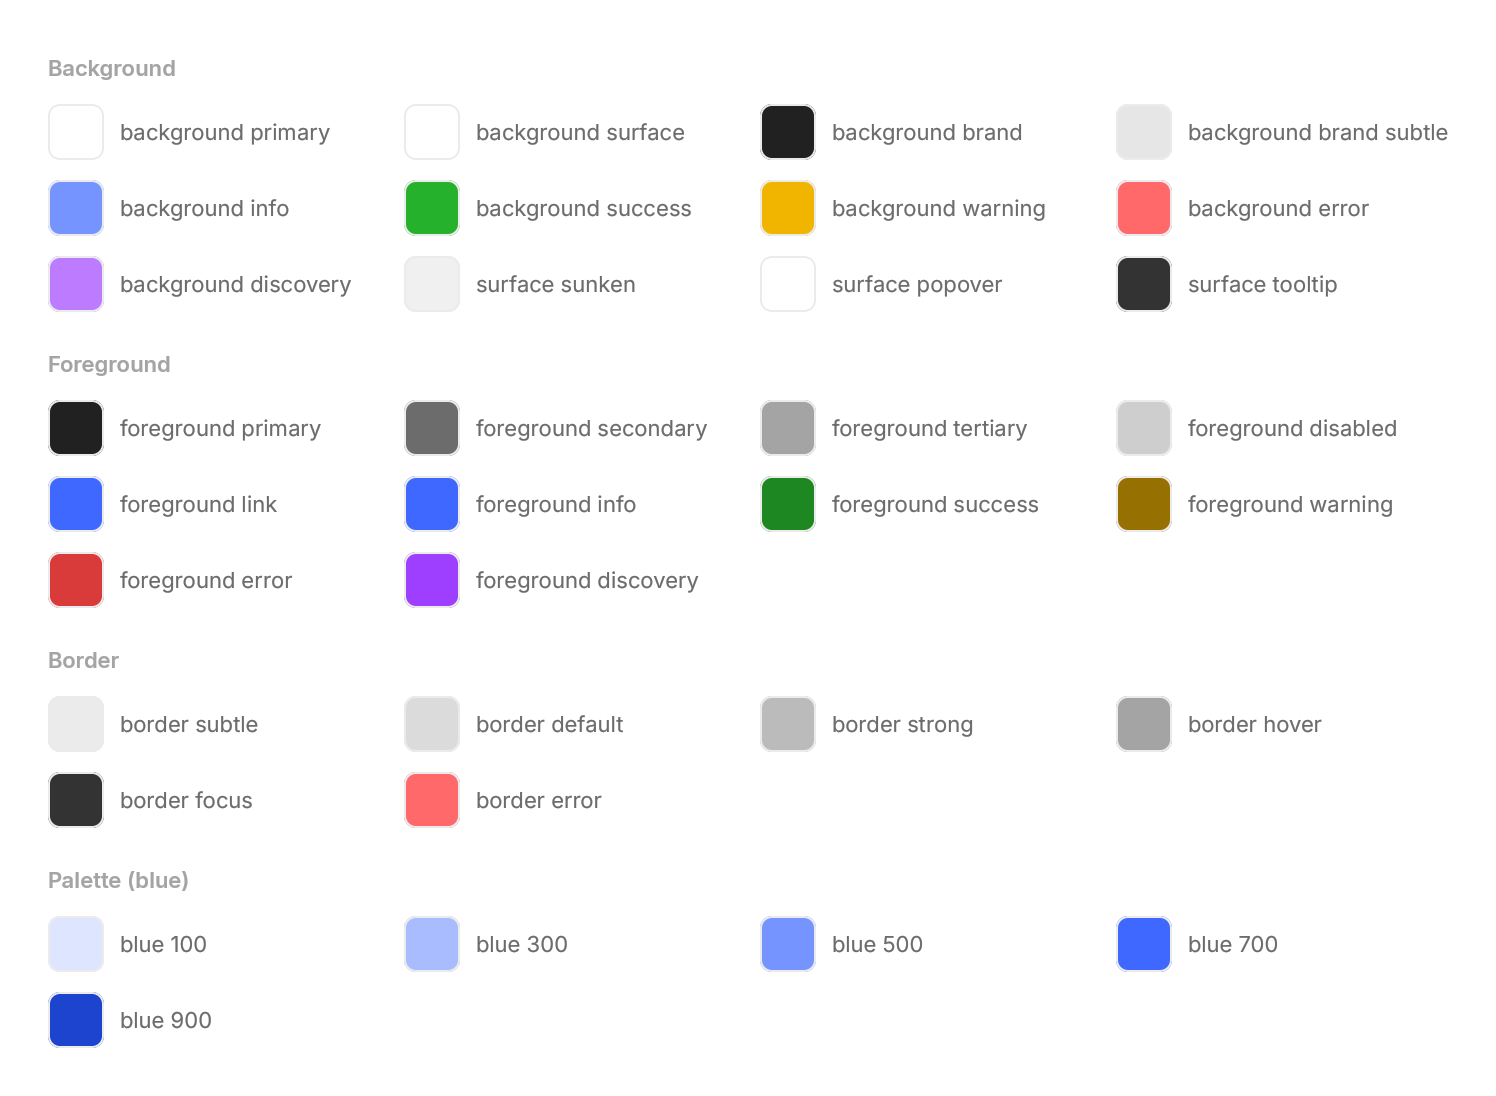 Background
background primary
background surface
background brand
background brand subtle
background info
background success
background warning
background error
background discovery
surface sunken
surface popover
surface tooltip
Foreground
foreground primary
foreground secondary
foreground tertiary
foreground disabled
foreground link
foreground info
foreground success
foreground warning
foreground error
foreground discovery
Border
border subtle
border default
border strong
border hover
border focus
border error
Palette (blue)
blue 100
blue 300
blue 500
blue 700
blue 900